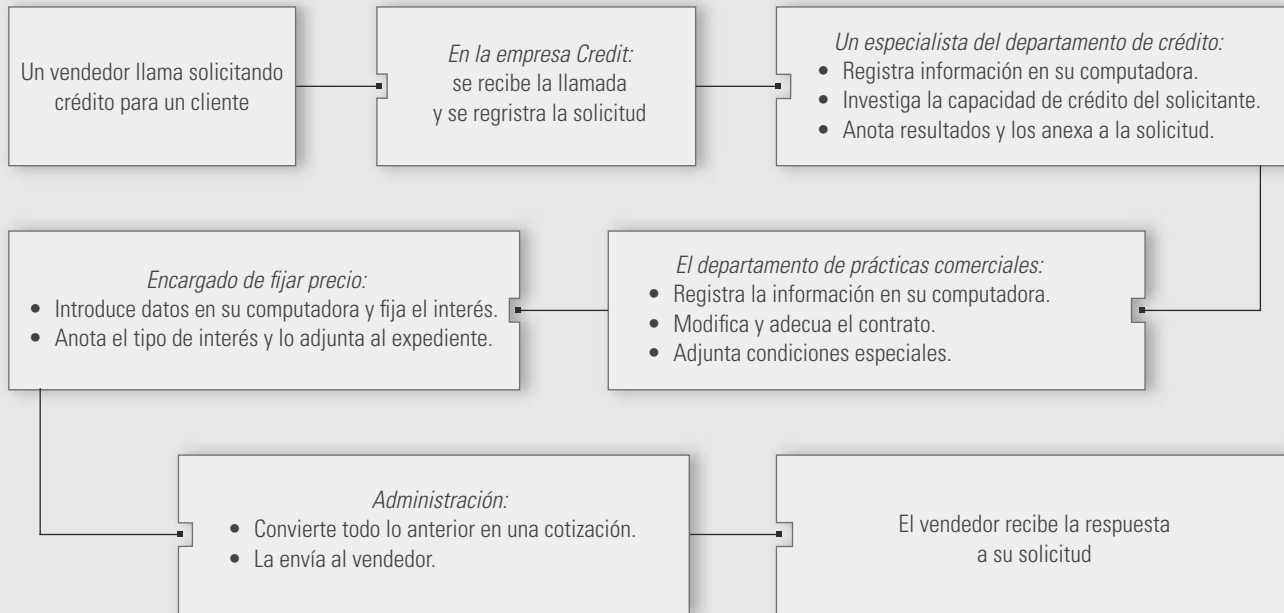 Un vendedor llama solicitando
crédito para un cliente
En la empresa Credit:
se recibe la llamada
y se regristra la solicitud
Un especialista del departamento de crédito:
• Registra información en su computadora.
• Investiga la capacidad de crédito del solicitante.
• Anota resultados y los anexa a la solicitud.
El departamento de prácticas comerciales:
• Registra la información en su computadora.
• Modifica y adecua el contrato.
• Adjunta condiciones especiales.
Encargado de fijar precio:
• Introduce datos en su computadora y fija el interés.
• Anota el tipo de interés y lo adjunta al expediente.
Administración:
• Convierte todo lo anterior en una cotización.
• La envía al vendedor.
El vendedor recibe la respuesta
a su solicitud